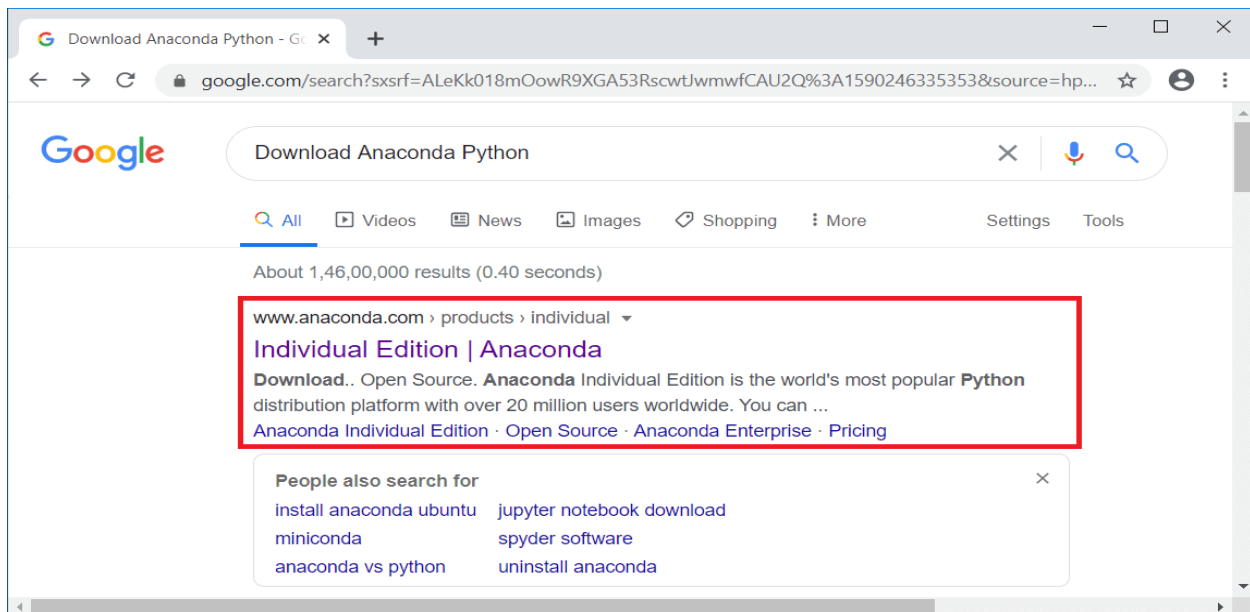 Download Anaconda Python - Go
google.com/search?sxsrf=ALeKk018mOowR9XGA53RscwtJwmwfCAU2Q%3A1590246335353&source=hp...
Google
Download Anaconda Python
All Videos News Images Shopping More Settings Tools
About 1,46,00,000 results (0.40 seconds)
www.anaconda.com › products › individual
Individual Edition | Anaconda
Download.. Open Source. Anaconda Individual Edition is the world's most popular Python
distribution platform with over 20 million users worldwide. You can ...
Anaconda Individual Edition · Open Source · Anaconda Enterprise · Pricing
People also search for
install anaconda ubuntu jupyter notebook download
miniconda spyder software
anaconda vs python uninstall anaconda